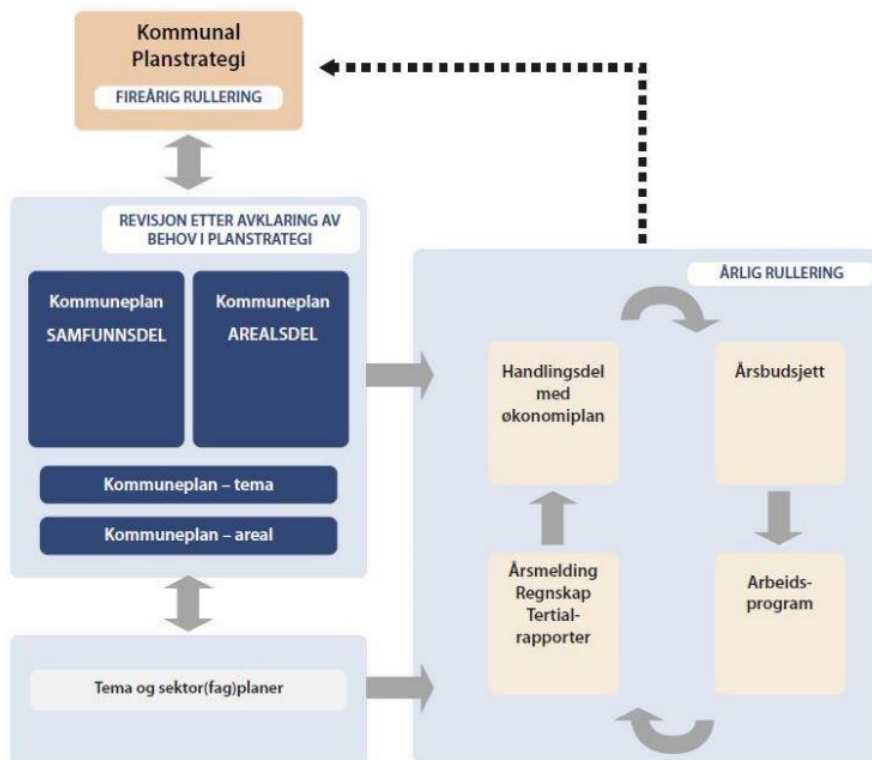 Kommunal
Planstrategi
FIREÅRIG RULLERING
REVISJON ETTER AVKLARING AV
BEHOV I PLANSTRATEGI
Kommuneplan
SAMFUNNSDEL
Kommuneplan
AREALSDEL
Kommuneplan – tema
Kommuneplan – areal
Tema og sektor(fag)planer
ÅRLIG RULLERING
Handlingsdel
med
økonomiplan
Årsbudsjett
Årsmelding
Regnskap
Tertial-
rapporter
Arbeids-
program